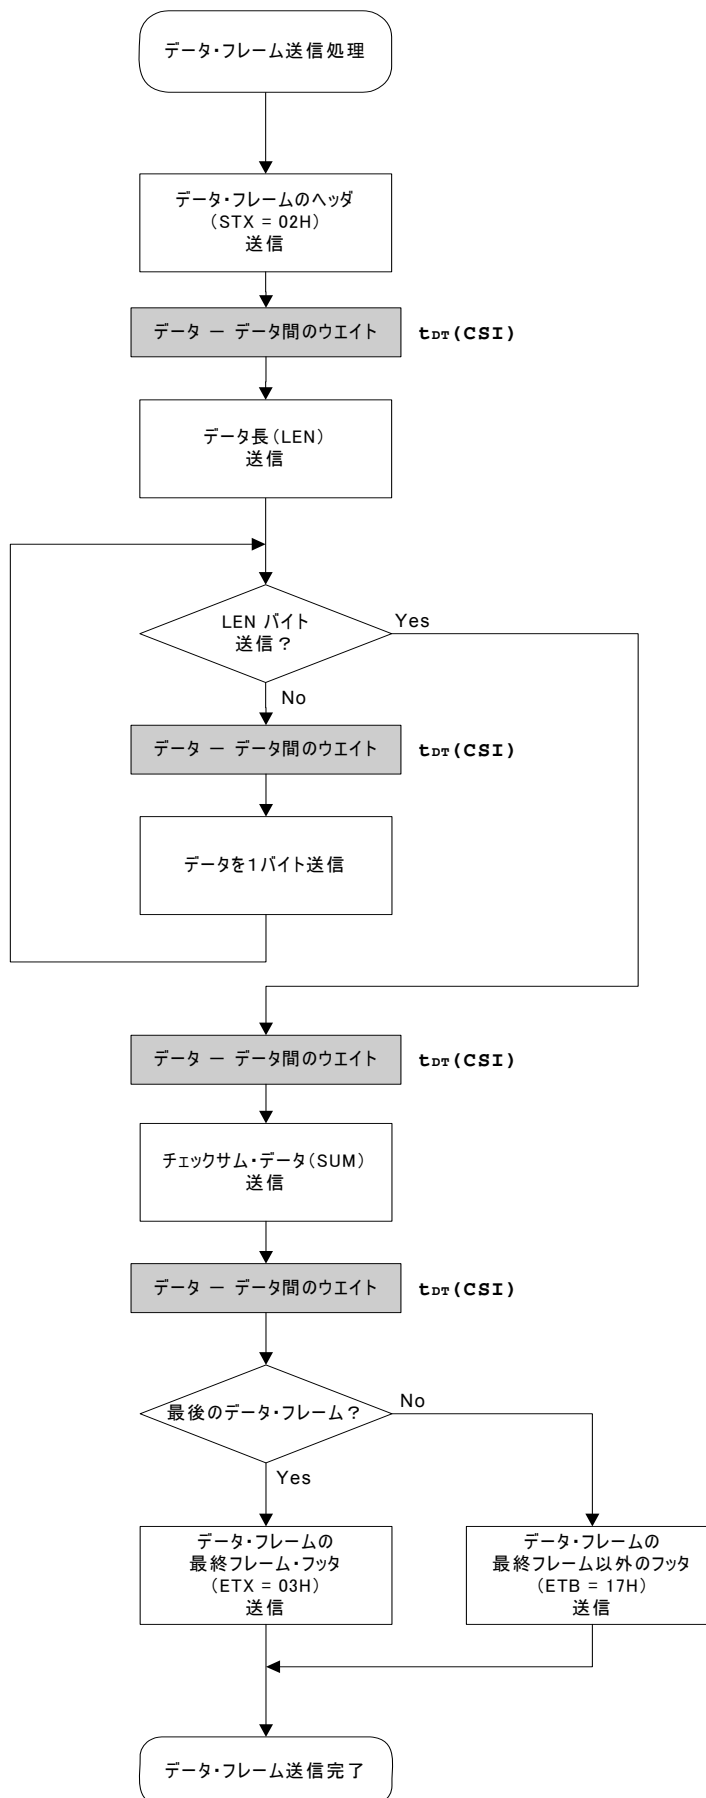 データ・フレーム送信処理
データ・フレームのヘッダ
（STX = 02H）
送信
データ － データ間のウエイト
tDT(CSI)
データ長（LEN）
送信
LEN バイト
送信？
Yes
No
データ － データ間のウエイト
tDT(CSI)
データを1バイト送信
データ － データ間のウエイト
tDT(CSI)
チェックサム・データ（SUM）
送信
データ － データ間のウエイト
tDT(CSI)
最後のデータ・フレーム？
No
Yes
データ・フレームの
最終フレーム・フッタ
（ETX = 03H）
送信
データ・フレームの
最終フレーム以外のフッタ
（ETB = 17H）
送信
データ・フレーム送信完了